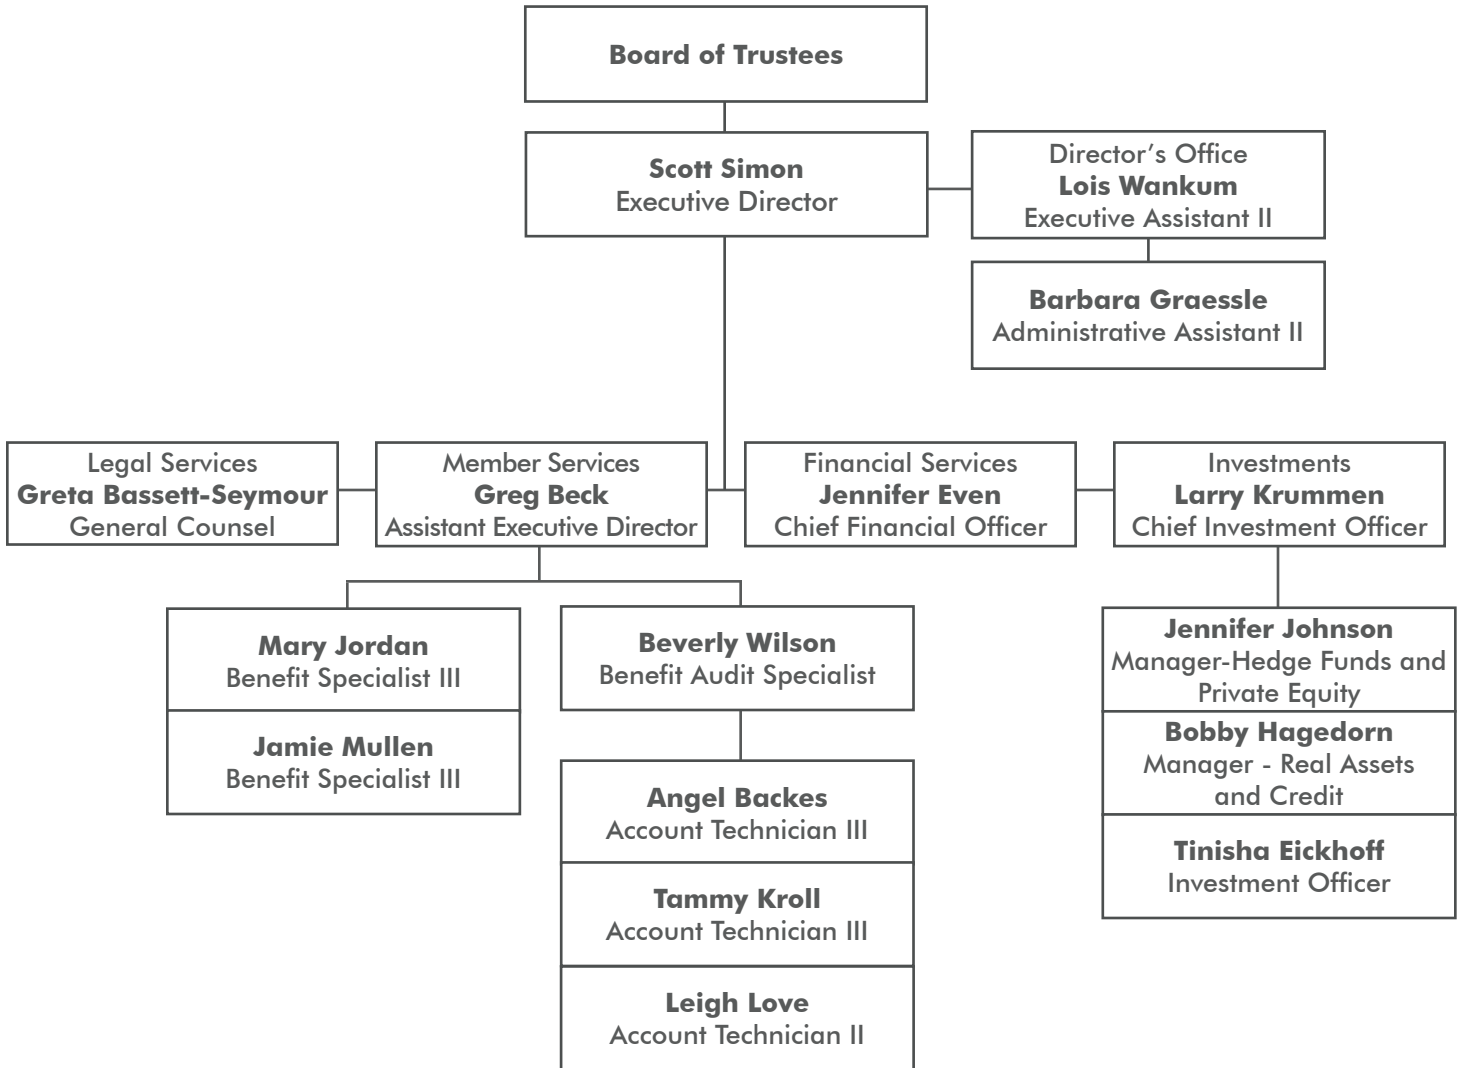 Board of Trustees
Scott Simon
Executive Director
Director’s Office
Lois Wankum
Executive Assistant II
Barbara Graessle
Administrative Assistant II
Legal Services
Greta Bassett-Seymour
General Counsel
Member Services
Greg Beck
Assistant Executive Director
Financial Services
Jennifer Even
Chief Financial Officer
Investments
Larry Krummen
Chief Investment Officer
Mary Jordan
Benefit Specialist III
Jamie Mullen
Benefit Specialist III
Beverly Wilson
Benefit Audit Specialist
Angel Backes
Account Technician III
Tammy Kroll
Account Technician III
Leigh Love
Account Technician II
Jennifer Johnson
Manager-Hedge Funds and
Private Equity
Bobby Hagedorn
Manager - Real Assets
and Credit
Tinisha Eickhoff
Investment Officer